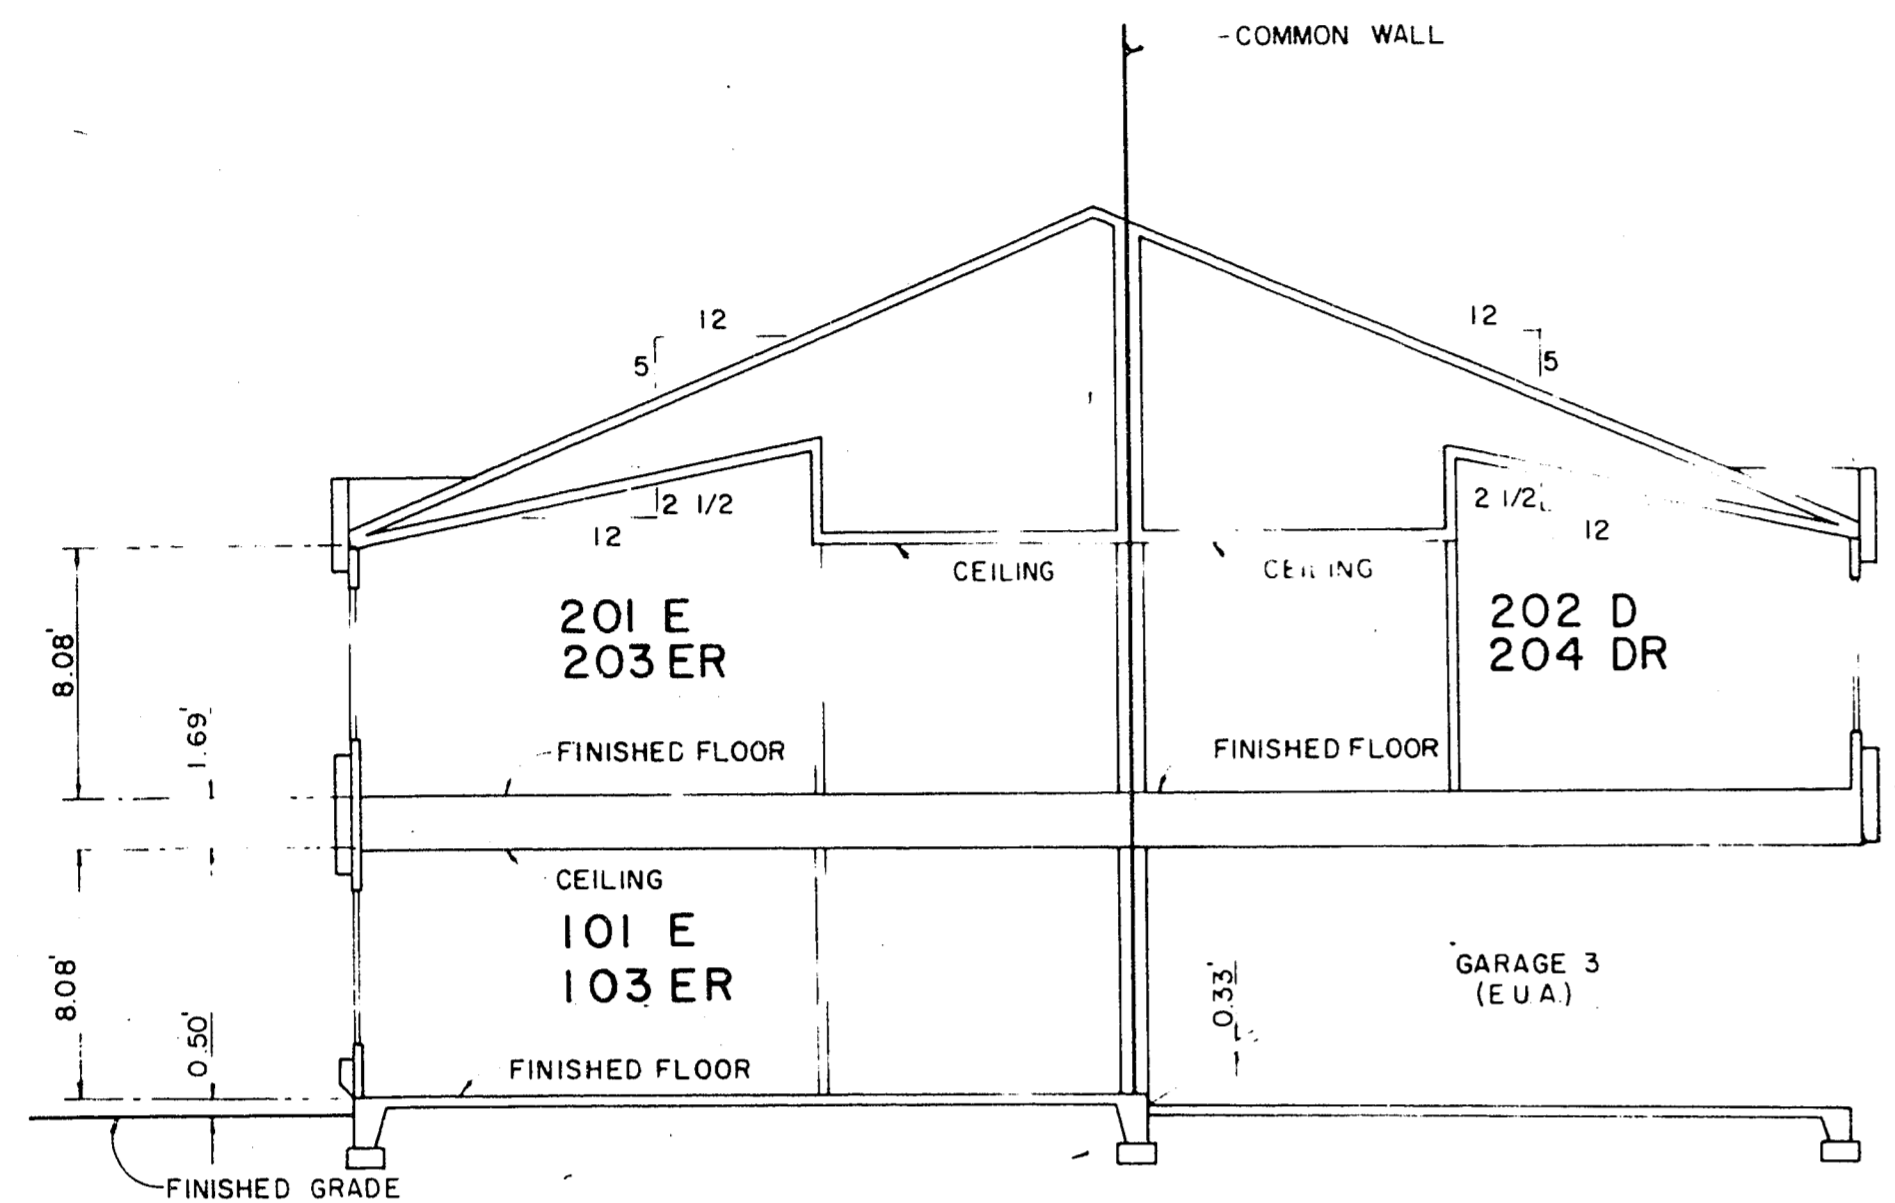 -COMMON WALL
12
5
12
5
2 1/2
12
2 1/2
12
CEILING
CEILING
201 E
203 ER
202 D
204 DR
8.08'
1.69'
FINISHED FLOOR
FINISHED FLOOR
CEILING
101 E
103 ER
GARAGE 3
(E.U.A.)
8.08'
0.50'
0.33'
FINISHED FLOOR
FINISHED GRADE